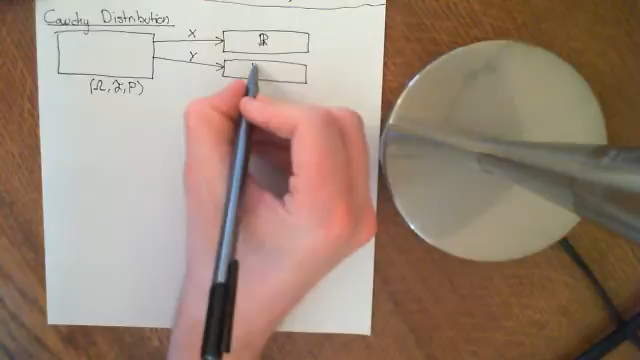 Cauchy Distribution
X
ℝ
Y
(Ω, ℱ, P)